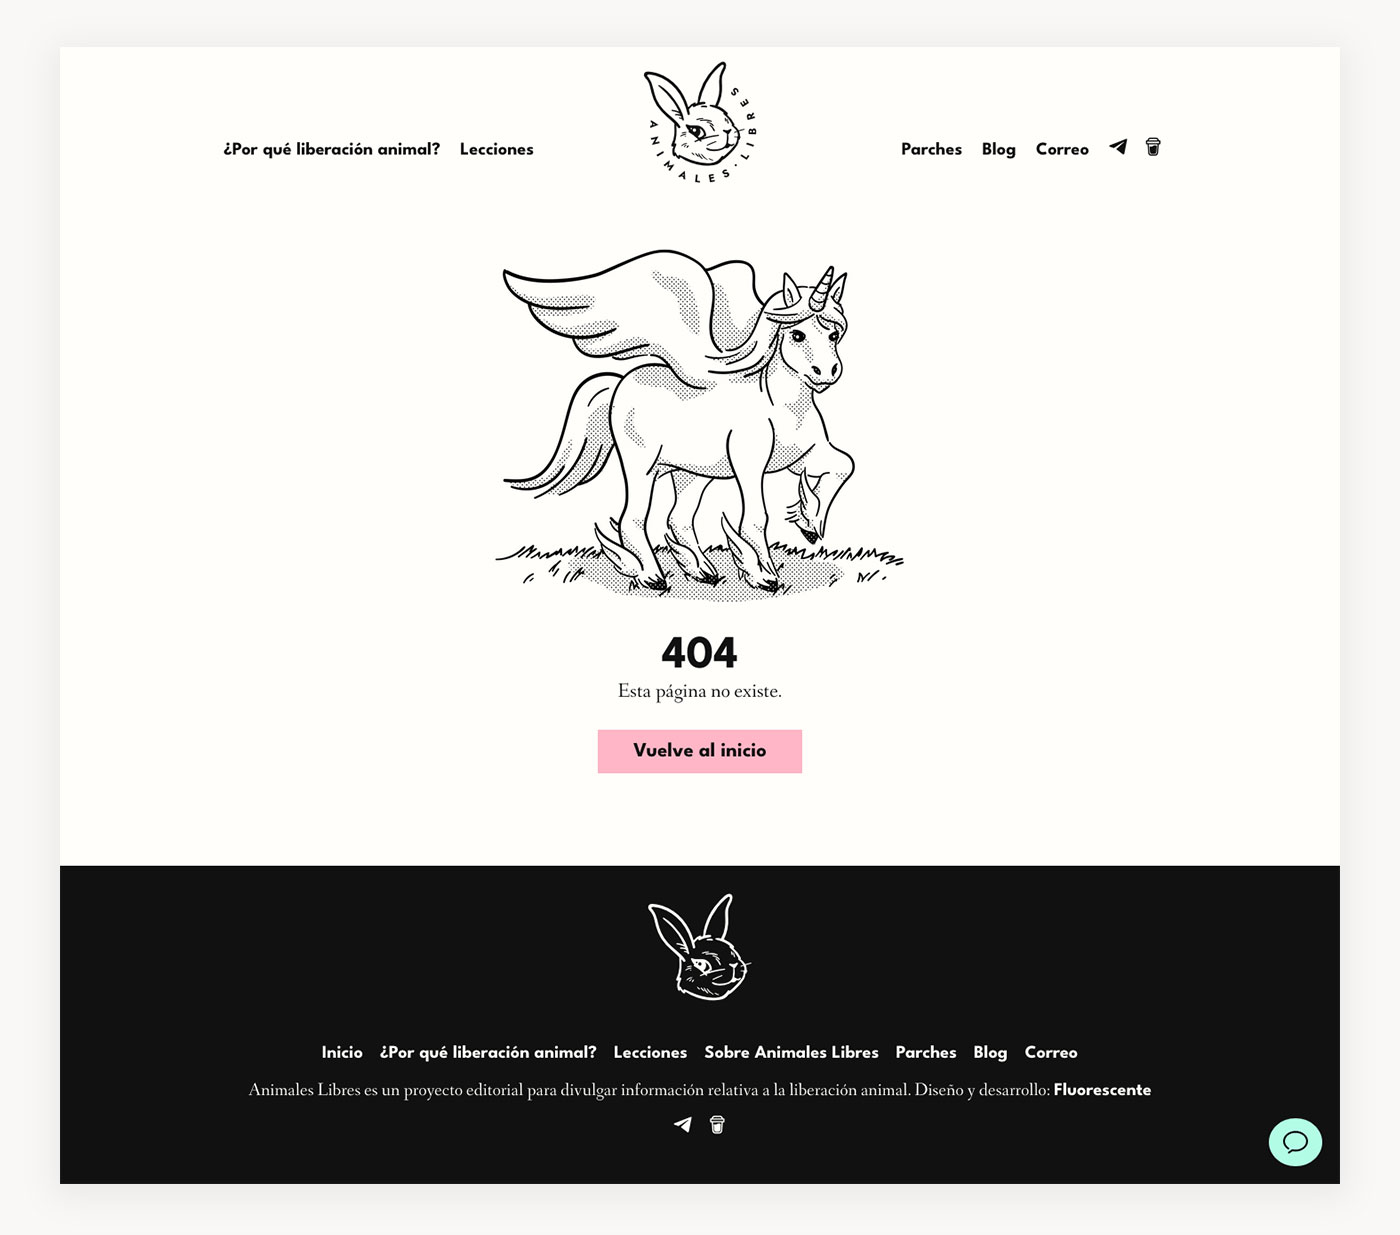 ANIMALES·LIBRES
¿Por qué liberación animal? Lecciones
Parches Blog Correo
404
Esta página no existe.
Vuelve al inicio
Inicio ¿Por qué liberación animal? Lecciones Sobre Animales Libres Parches Blog Correo
Animales Libres es un proyecto editorial para divulgar información relativa a la liberación animal. Diseño y desarrollo: Fluorescente